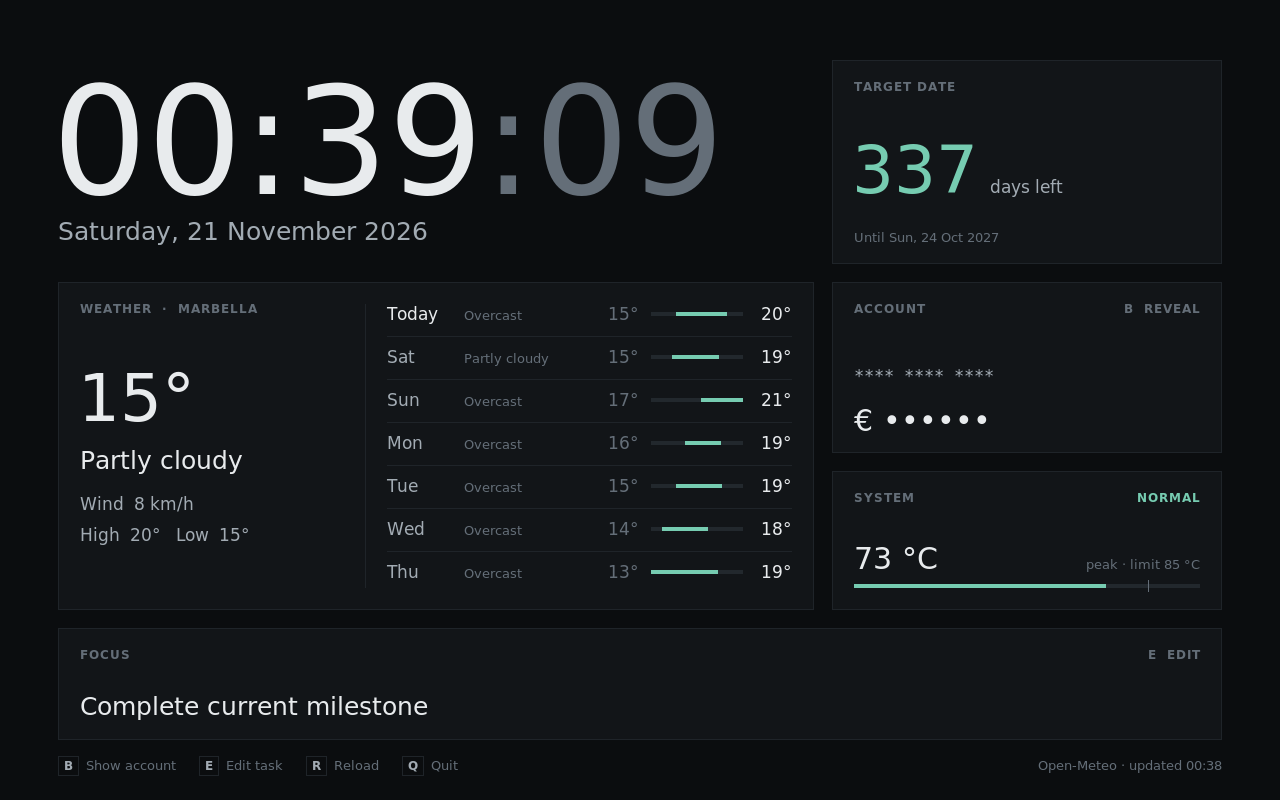 00:39:09
Saturday, 21 November 2026
TARGET DATE
337 days left
Until Sun, 24 Oct 2027
WEATHER · MARBELLA
15°
Partly cloudy
Wind 8 km/h
High 20° Low 15°
Today Overcast 15° 20°
Sat Partly cloudy 15° 19°
Sun Overcast 17° 21°
Mon Overcast 16° 19°
Tue Overcast 15° 19°
Wed Overcast 14° 18°
Thu Overcast 13° 19°
ACCOUNT B REVEAL
**** **** ****
€ ••••••
SYSTEM NORMAL
73 °C peak · limit 85 °C
FOCUS E EDIT
Complete current milestone
B Show account E Edit task R Reload Q Quit
Open-Meteo · updated 00:38